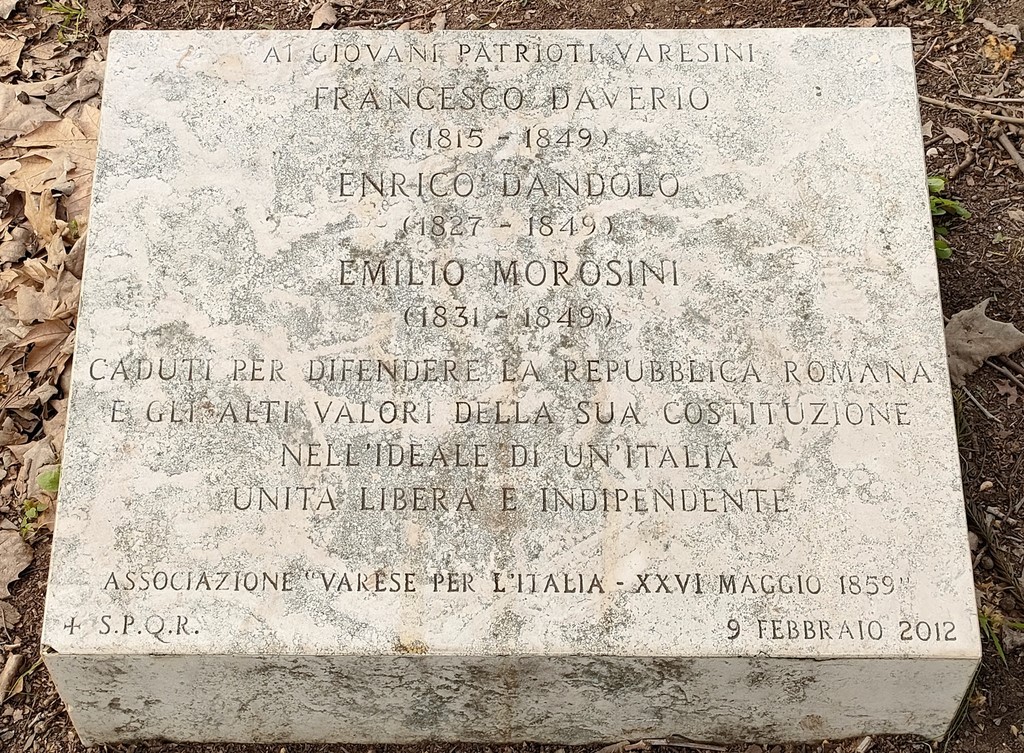 AI GIOVANI PATRIOTI VARESINI
FRANCESCO DAVERIO
(1815 - 1849)
ENRICO DANDOLO
(1827 - 1849)
EMILIO MOROSINI
(1831 - 1849)
CADUTI PER DIFENDERE LA REPUBBLICA ROMANA
E GLI ALTI VALORI DELLA SUA COSTITUZIONE
NELL'IDEALE DI UN'ITALIA
UNITA LIBERA E INDIPENDENTE
ASSOCIAZIONE "VARESE PER L'ITALIA - XXVI MAGGIO 1859"
+ S.P.Q.R. 9 FEBBRAIO 2012